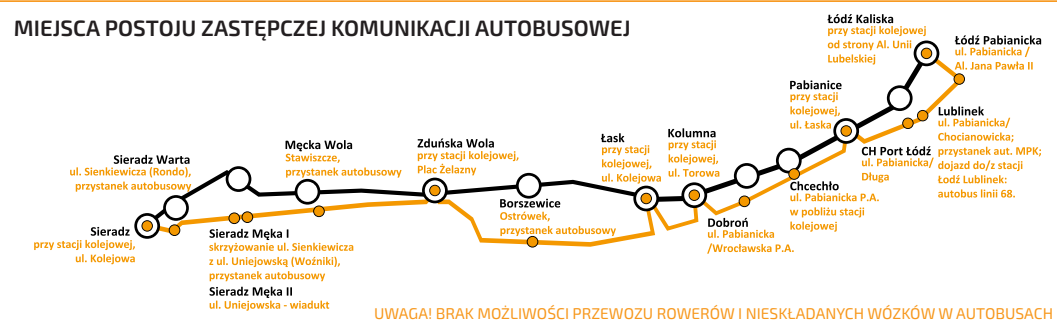 MIEJSCA POSTOJU ZASTĘPCZEJ KOMUNIKACJI AUTOBUSOWEJ
Łódź Kaliska
przy stacji kolejowej
od strony Al. Unii
Lubelskiej
Łódź Pabianicka
ul. Pabianicka /
Al. Jana Pawła II
Pabianice
przy stacji
kolejowej,
ul. Łaska
Lublinek
ul. Pabianicka/
Chocianowicka;
przystanek aut. MPK;
dojazd do/z stacji
Łódź Lublinek:
autobus linii 68.
CH Port Łódź
ul. Pabianicka/
Długa
Kolumna
przy stacji
kolejowej,
ul. Torowa
Łask
przy stacji
kolejowej,
ul. Kolejowa
Zduńska Wola
przy stacji kolejowej,
Plac Żelazny
Męcka Wola
Stawiszcze,
przystanek autobusowy
Sieradz Warta
ul. Sienkiewicza (Rondo),
przystanek autobusowy
Chcechło
ul. Pabianicka P.A.
w pobliżu stacji
kolejowej
Borszewice
Ostrówek,
przystanek autobusowy
Dobroń
ul. Pabianicka
/Wrocławska P.A.
Sieradz
przy stacji kolejowej,
ul. Kolejowa
Sieradz Męka I
skrzyżowanie ul. Sienkiewicza
z ul. Uniejowską (Woźniki),
przystanek autobusowy
Sieradz Męka II
ul. Uniejowska - wiadukt
UWAGA! BRAK MOŻLIWOŚCI PRZEWOZU ROWERÓW I NIESKŁADANYCH WÓZKÓW W AUTOBUSACH